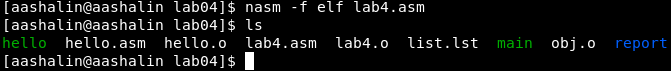 [aashalin@aashalin lab04]$ nasm -f elf lab4.asm
[aashalin@aashalin lab04]$ ls
hello  hello.asm  hello.o  lab4.asm  lab4.o  list.lst  main  obj.o  report
[aashalin@aashalin lab04]$